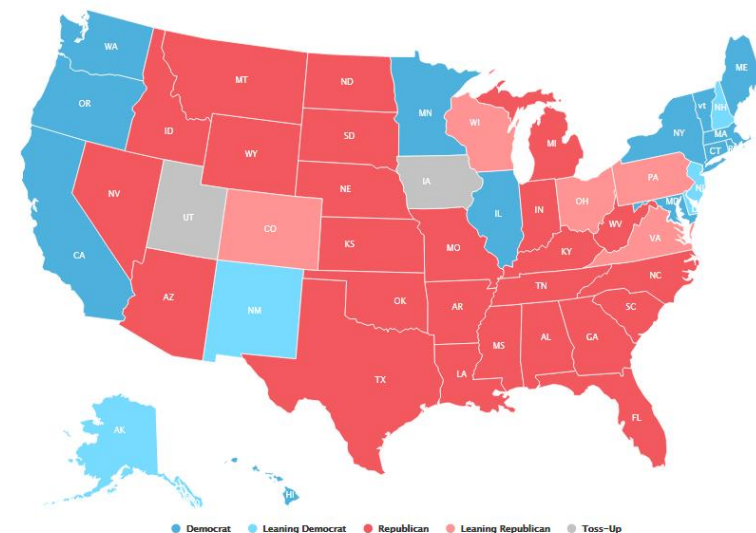 WA
OR
CA
NV
ID
MT
WY
UT
AZ
CO
NM
ND
SD
NE
KS
OK
TX
MN
IA
MO
AR
LA
WI
IL
MI
IN
OH
KY
TN
MS
AL
GA
FL
SC
NC
VA
WV
PA
NY
vt
NH
ME
MA
CT
MD
AK
HI
Democrat Leaning Democrat Republican Leaning Republican Toss-Up